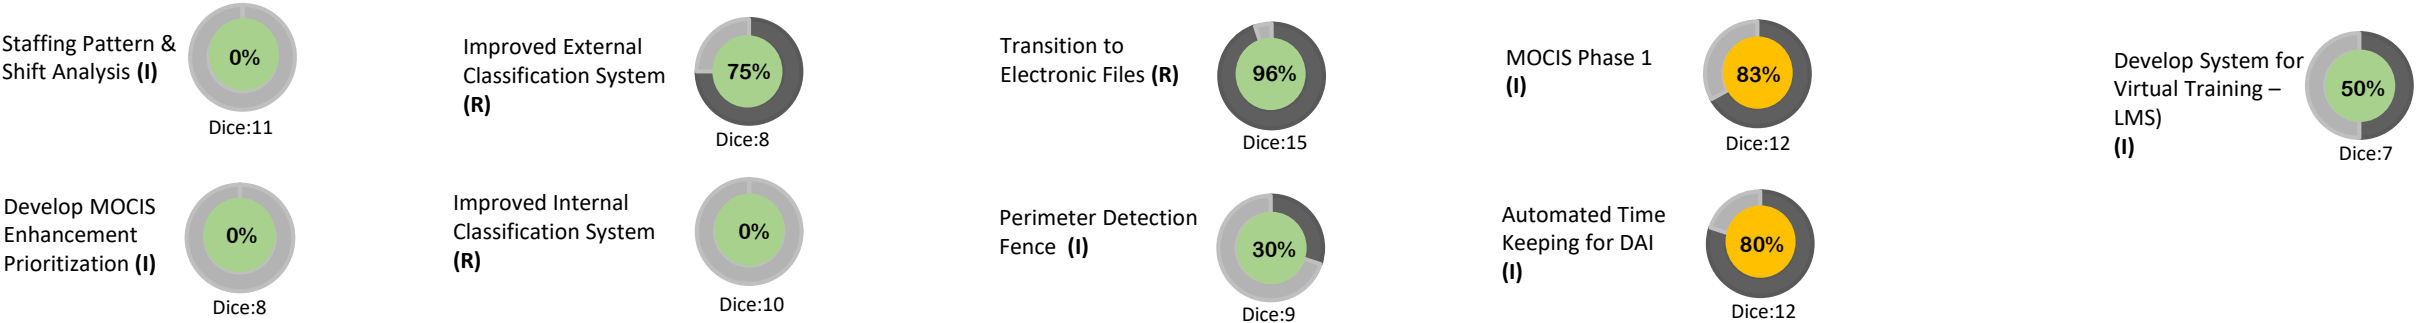 Staffing Pattern &
Shift Analysis (I)
0%
Dice:11
Improved External
Classification System
(R)
75%
Dice:8
Transition to
Electronic Files (R)
96%
Dice:15
MOCIS Phase 1
(I)
83%
Dice:12
Develop System for
Virtual Training –
LMS)
(I)
50%
Dice:7
Develop MOCIS
Enhancement
Prioritization (I)
0%
Dice:8
Improved Internal
Classification System
(R)
0%
Dice:10
Perimeter Detection
Fence (I)
30%
Dice:9
Automated Time
Keeping for DAI
(I)
80%
Dice:12